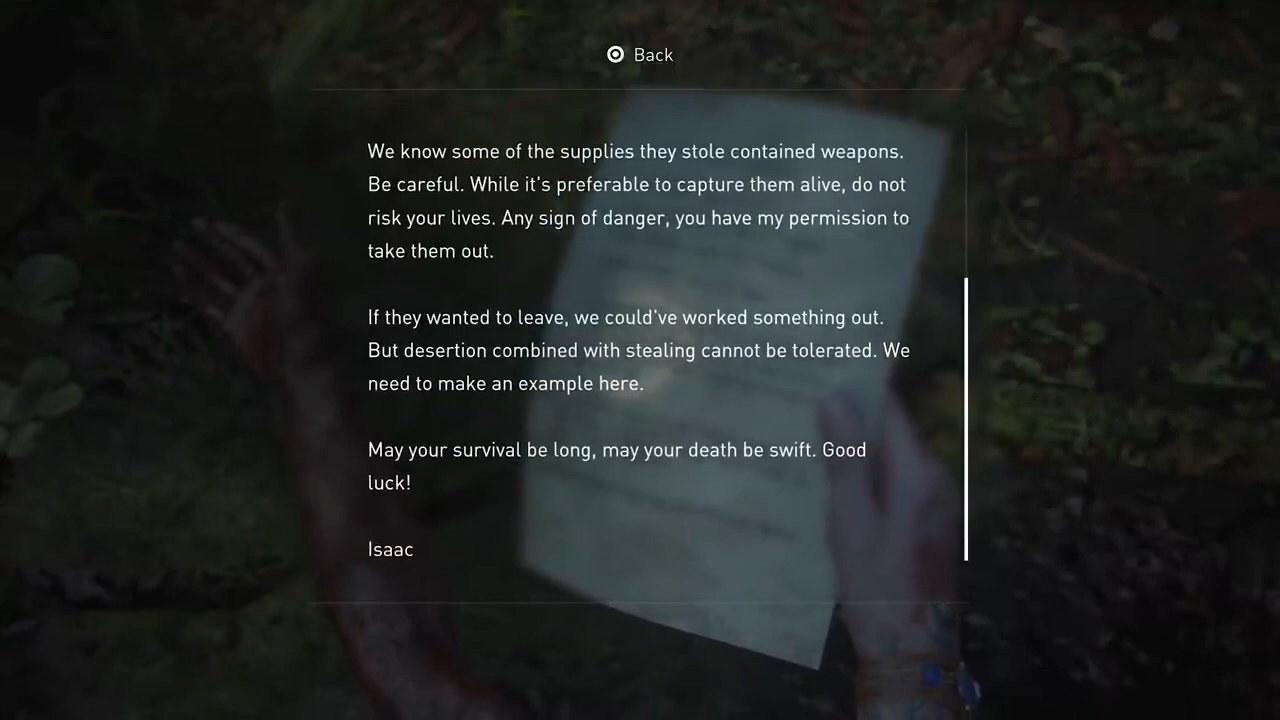 Back
We know some of the supplies they stole contained weapons.
Be careful. While it's preferable to capture them alive, do not
risk your lives. Any sign of danger, you have my permission to
take them out.
If they wanted to leave, we could've worked something out.
But desertion combined with stealing cannot be tolerated. We
need to make an example here.
May your survival be long, may your death be swift. Good
luck!
Isaac